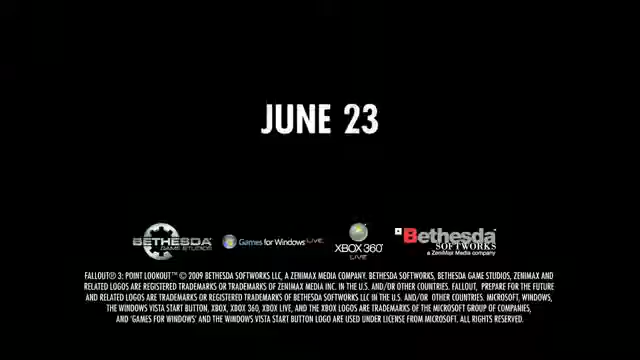 JUNE 23
BETHESDA GAME STUDIOS
Games for Windows LIVE
XBOX 360 LIVE
Bethesda SOFTWORKS
a ZeniMax Media company
FALLOUT® 3: POINT LOOKOUT™ © 2009 BETHESDA SOFTWORKS LLC, A ZENIMAX MEDIA COMPANY. BETHESDA SOFTWORKS, BETHESDA GAME STUDIOS, ZENIMAX AND
RELATED LOGOS ARE REGISTERED TRADEMARKS OR TRADEMARKS OF ZENIMAX MEDIA INC. IN THE U.S. AND/OR OTHER COUNTRIES. FALLOUT, PREPARE FOR THE FUTURE
AND RELATED LOGOS ARE TRADEMARKS OR REGISTERED TRADEMARKS OF BETHESDA SOFTWORKS LLC IN THE U.S. AND/OR OTHER COUNTRIES. MICROSOFT, WINDOWS,
THE WINDOWS VISTA START BUTTON, XBOX, XBOX 360, XBOX LIVE, AND THE XBOX LOGOS ARE TRADEMARKS OF THE MICROSOFT GROUP OF COMPANIES,
AND 'GAMES FOR WINDOWS' AND THE WINDOWS VISTA START BUTTON LOGO ARE USED UNDER LICENSE FROM MICROSOFT. ALL RIGHTS RESERVED.